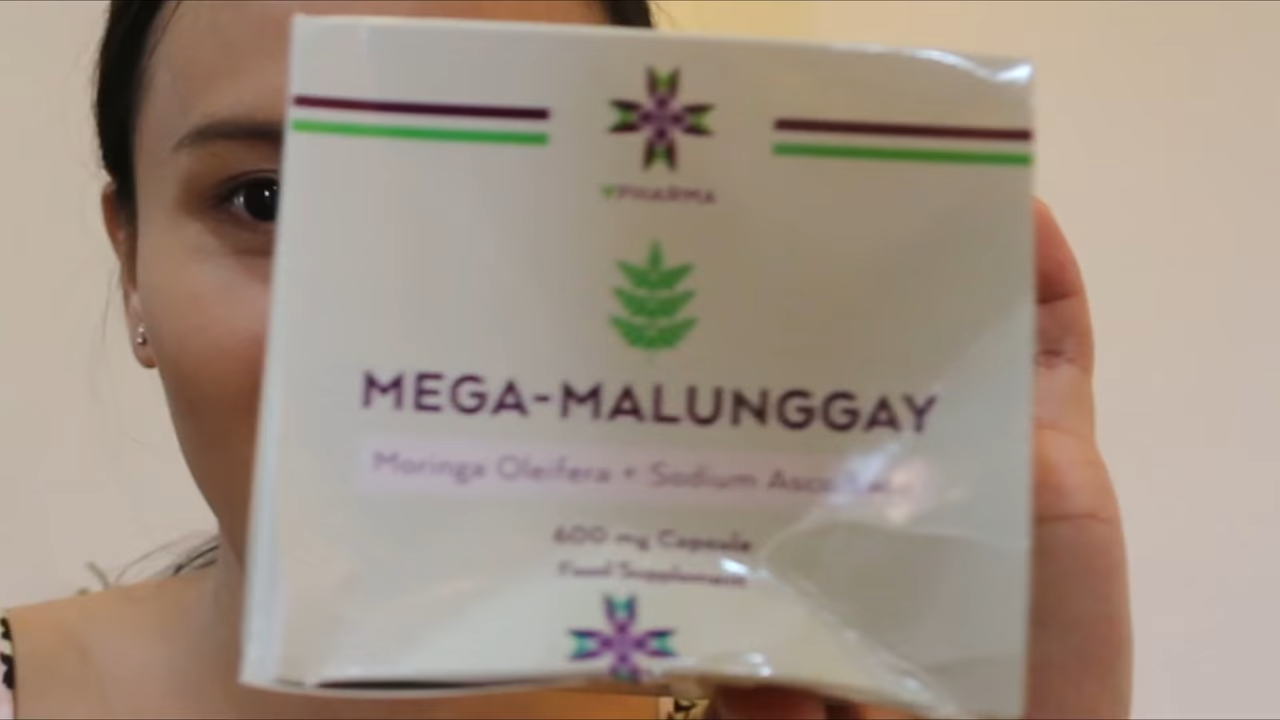 VPHARMA
MEGA-MALUNGGAY
Moringa Oleifera + Sodium
600 mg Capsule
Food Supplement